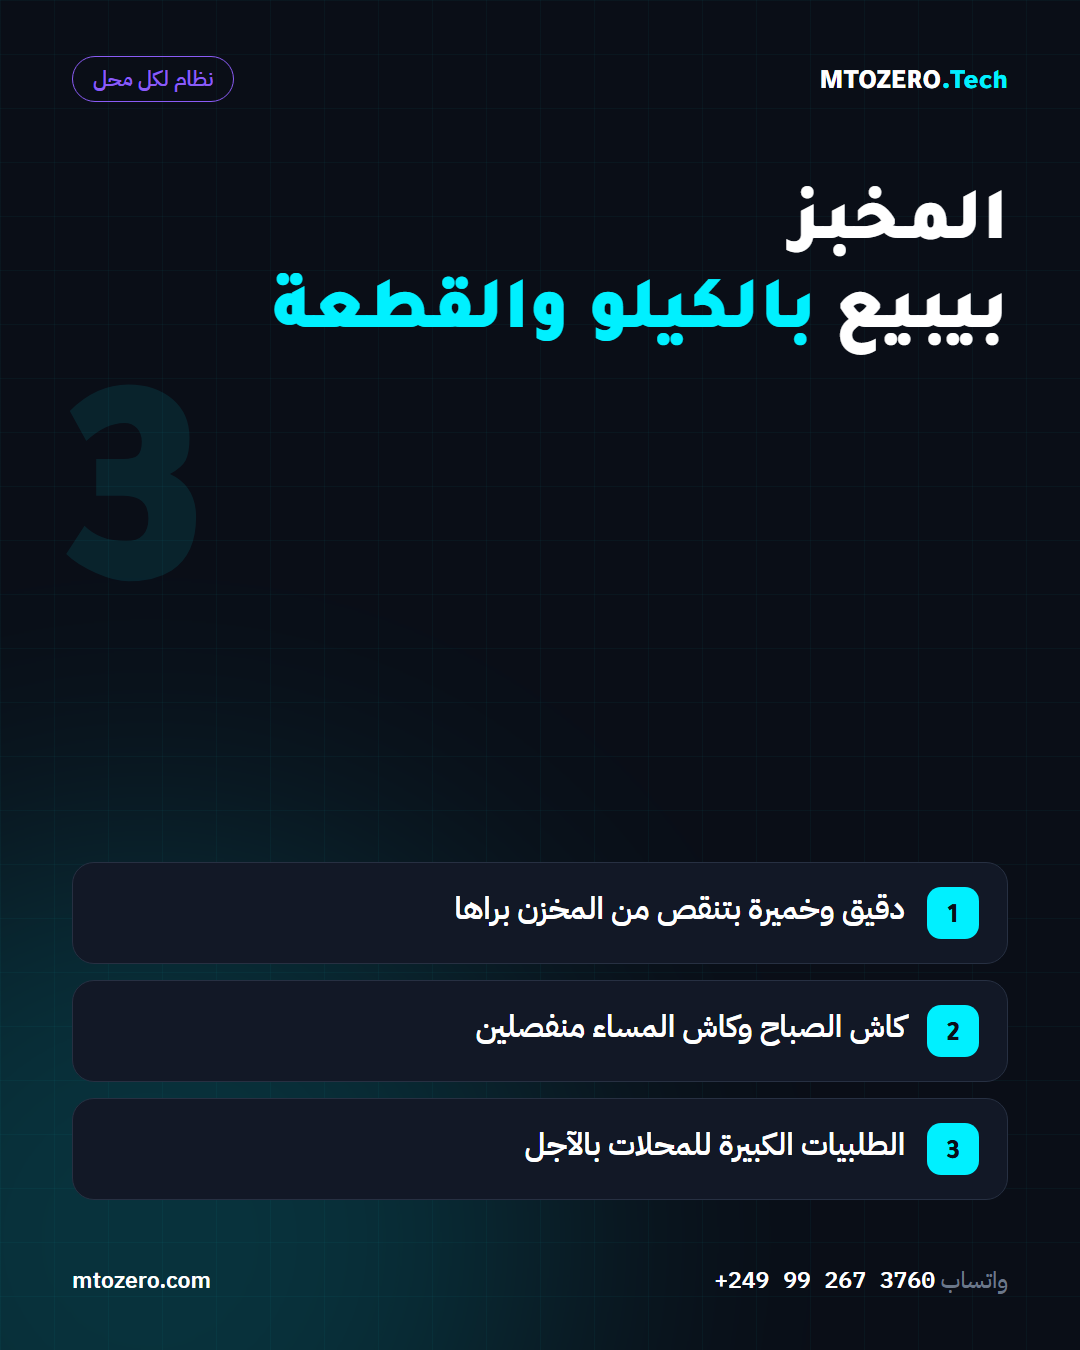 MTOZERO.Tech
نظام لكل محل
المخبز
بيبيع بالكيلو والقطعة
3
1 دقيق وخميرة بتنقص من المخزن براها
2 كاش الصباح وكاش المساء منفصلين
3 الطلبيات الكبيرة للمحلات بالآجل
واتساب +249 99 267 3760
mtozero.com